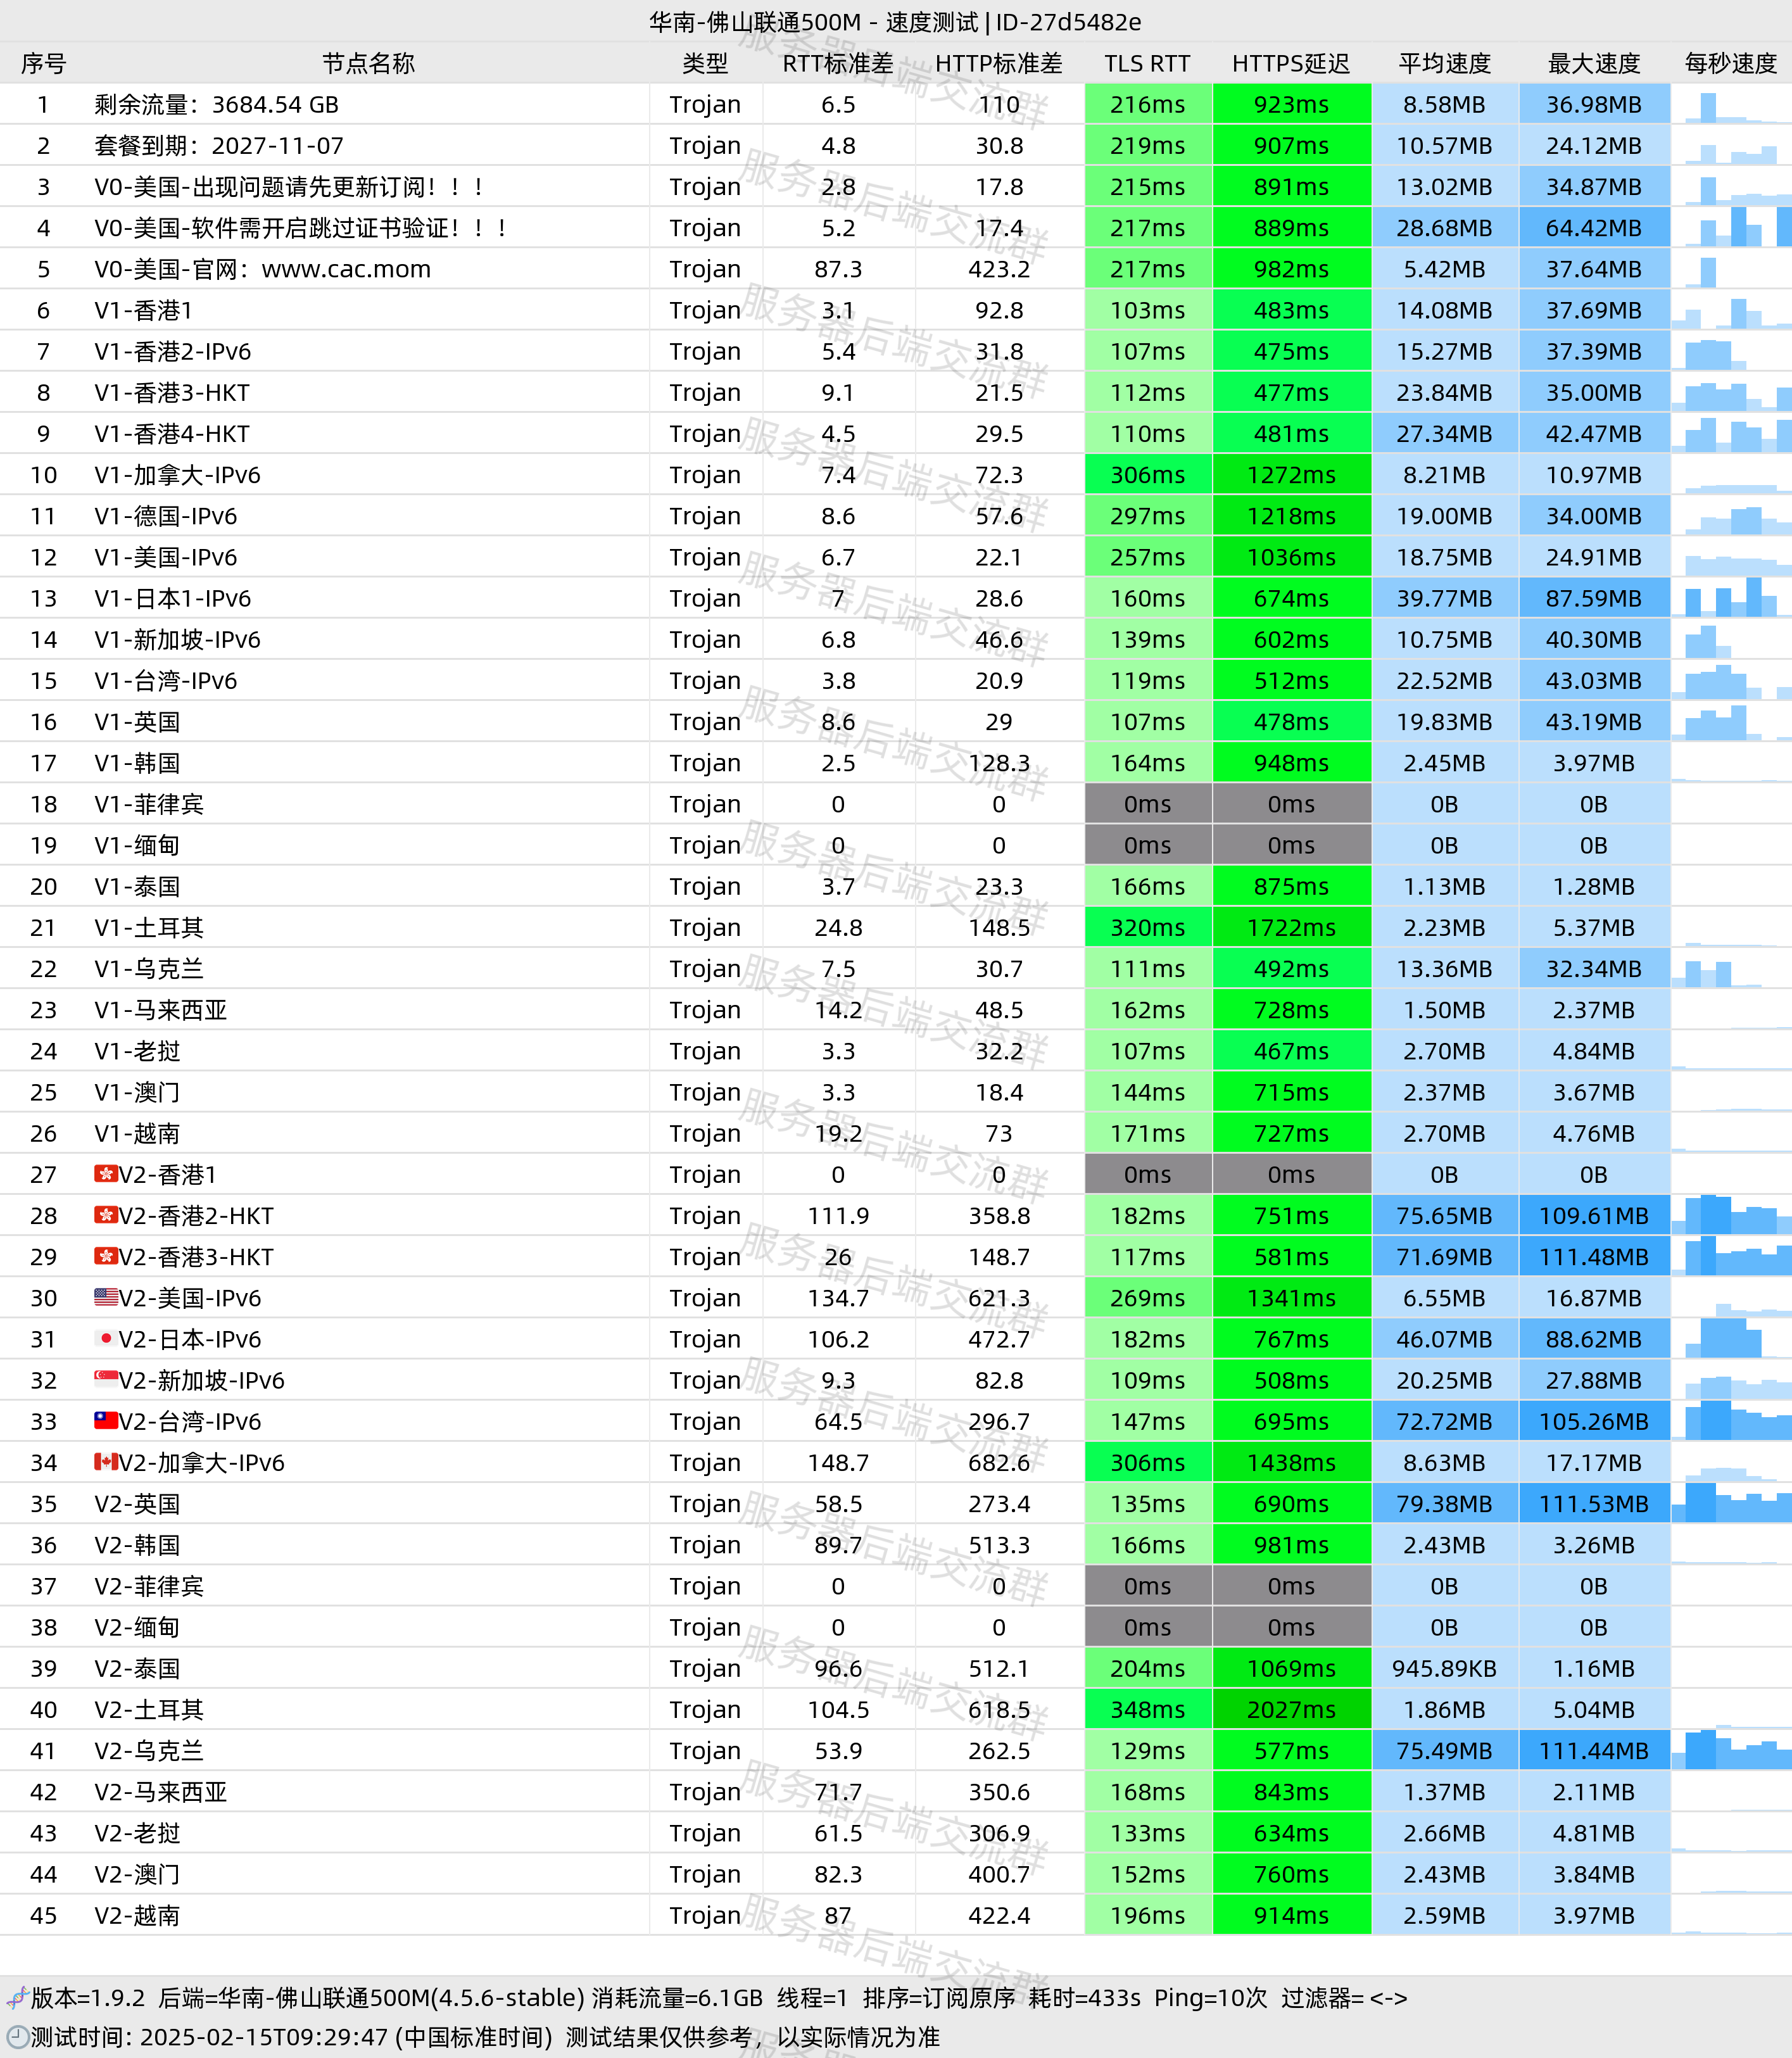 华南-佛山联通500M - 速度测试 | ID-27d5482e
序号 节点名称 类型 RTT标准差 HTTP标准差 TLS RTT HTTPS延迟 平均速度 最大速度 每秒速度
1 剩余流量：3684.54 GB Trojan 6.5 110 216ms 923ms 8.58MB 36.98MB
2 套餐到期：2027-11-07 Trojan 4.8 30.8 219ms 907ms 10.57MB 24.12MB
3 V0-美国-出现问题请先更新订阅！！！ Trojan 2.8 17.8 215ms 891ms 13.02MB 34.87MB
4 V0-美国-软件需开启跳过证书验证！！！ Trojan 5.2 17.4 217ms 889ms 28.68MB 64.42MB
5 V0-美国-官网：www.cac.mom Trojan 87.3 423.2 217ms 982ms 5.42MB 37.64MB
6 V1-香港1 Trojan 3.1 92.8 103ms 483ms 14.08MB 37.69MB
7 V1-香港2-IPv6 Trojan 5.4 31.8 107ms 475ms 15.27MB 37.39MB
8 V1-香港3-HKT Trojan 9.1 21.5 112ms 477ms 23.84MB 35.00MB
9 V1-香港4-HKT Trojan 4.5 29.5 110ms 481ms 27.34MB 42.47MB
10 V1-加拿大-IPv6 Trojan 7.4 72.3 306ms 1272ms 8.21MB 10.97MB
11 V1-德国-IPv6 Trojan 8.6 57.6 297ms 1218ms 19.00MB 34.00MB
12 V1-美国-IPv6 Trojan 6.7 22.1 257ms 1036ms 18.75MB 24.91MB
13 V1-日本1-IPv6 Trojan 7 28.6 160ms 674ms 39.77MB 87.59MB
14 V1-新加坡-IPv6 Trojan 6.8 46.6 139ms 602ms 10.75MB 40.30MB
15 V1-台湾-IPv6 Trojan 3.8 20.9 119ms 512ms 22.52MB 43.03MB
16 V1-英国 Trojan 8.6 29 107ms 478ms 19.83MB 43.19MB
17 V1-韩国 Trojan 2.5 128.3 164ms 948ms 2.45MB 3.97MB
18 V1-菲律宾 Trojan 0 0 0ms 0ms 0B 0B
19 V1-缅甸 Trojan 0 0 0ms 0ms 0B 0B
20 V1-泰国 Trojan 3.7 23.3 166ms 875ms 1.13MB 1.28MB
21 V1-土耳其 Trojan 24.8 148.5 320ms 1722ms 2.23MB 5.37MB
22 V1-乌克兰 Trojan 7.5 30.7 111ms 492ms 13.36MB 32.34MB
23 V1-马来西亚 Trojan 14.2 48.5 162ms 728ms 1.50MB 2.37MB
24 V1-老挝 Trojan 3.3 32.2 107ms 467ms 2.70MB 4.84MB
25 V1-澳门 Trojan 3.3 18.4 144ms 715ms 2.37MB 3.67MB
26 V1-越南 Trojan 19.2 73 171ms 727ms 2.70MB 4.76MB
27 🇭🇰V2-香港1 Trojan 0 0 0ms 0ms 0B 0B
28 🇭🇰V2-香港2-HKT Trojan 111.9 358.8 182ms 751ms 75.65MB 109.61MB
29 🇭🇰V2-香港3-HKT Trojan 26 148.7 117ms 581ms 71.69MB 111.48MB
30 🇺🇸V2-美国-IPv6 Trojan 134.7 621.3 269ms 1341ms 6.55MB 16.87MB
31 🇯🇵V2-日本-IPv6 Trojan 106.2 472.7 182ms 767ms 46.07MB 88.62MB
32 🇸🇬V2-新加坡-IPv6 Trojan 9.3 82.8 109ms 508ms 20.25MB 27.88MB
33 🇹🇼V2-台湾-IPv6 Trojan 64.5 296.7 147ms 695ms 72.72MB 105.26MB
34 🇨🇦V2-加拿大-IPv6 Trojan 148.7 682.6 306ms 1438ms 8.63MB 17.17MB
35 V2-英国 Trojan 58.5 273.4 135ms 690ms 79.38MB 111.53MB
36 V2-韩国 Trojan 89.7 513.3 166ms 981ms 2.43MB 3.26MB
37 V2-菲律宾 Trojan 0 0 0ms 0ms 0B 0B
38 V2-缅甸 Trojan 0 0 0ms 0ms 0B 0B
39 V2-泰国 Trojan 96.6 512.1 204ms 1069ms 945.89KB 1.16MB
40 V2-土耳其 Trojan 104.5 618.5 348ms 2027ms 1.86MB 5.04MB
41 V2-乌克兰 Trojan 53.9 262.5 129ms 577ms 75.49MB 111.44MB
42 V2-马来西亚 Trojan 71.7 350.6 168ms 843ms 1.37MB 2.11MB
43 V2-老挝 Trojan 61.5 306.9 133ms 634ms 2.66MB 4.81MB
44 V2-澳门 Trojan 82.3 400.7 152ms 760ms 2.43MB 3.84MB
45 V2-越南 Trojan 87 422.4 196ms 914ms 2.59MB 3.97MB
版本=1.9.2 后端=华南-佛山联通500M(4.5.6-stable) 消耗流量=6.1GB 线程=1 排序=订阅原序 耗时=433s Ping=10次 过滤器= <->
测试时间: 2025-02-15T09:29:47 (中国标准时间) 测试结果仅供参考，以实际情况为准
服务器后端交流群